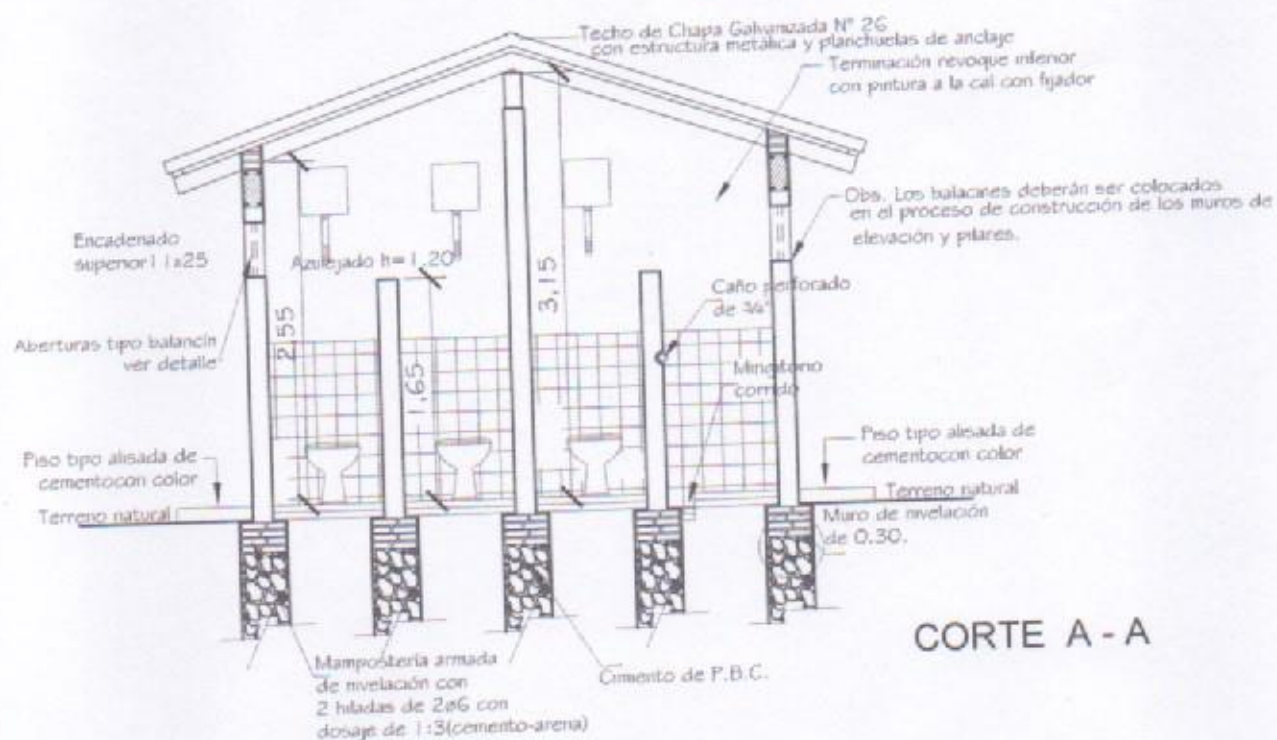 Techo de Chapa Galvanizada N° 26
con estructura metálica y planchuelas de anclaje
Terminación revoque inferior
con pintura a la cal con fijador
Obs. Los balacines deberán ser colocados
en el proceso de construcción de los muros de
elevación y pilares.
Encadenado
superior11x25
Azulejado h=1,20
Caño perforado
de ¾"
2,55
3,15
1,65
Aberturas tipo balancín
ver detalle
Mingitorio
corrido
Piso tipo alisada de
cementocon color
Terreno natural
Piso tipo alisada de
cementocon color
Terreno natural
Muro de nivelación
de 0.30.
Mampostería armada
de nivelación con
2 hiladas de 2ø6 con
dosaje de 1:3(cemento-arena)
Cimiento de P.B.C.
CORTE A - A